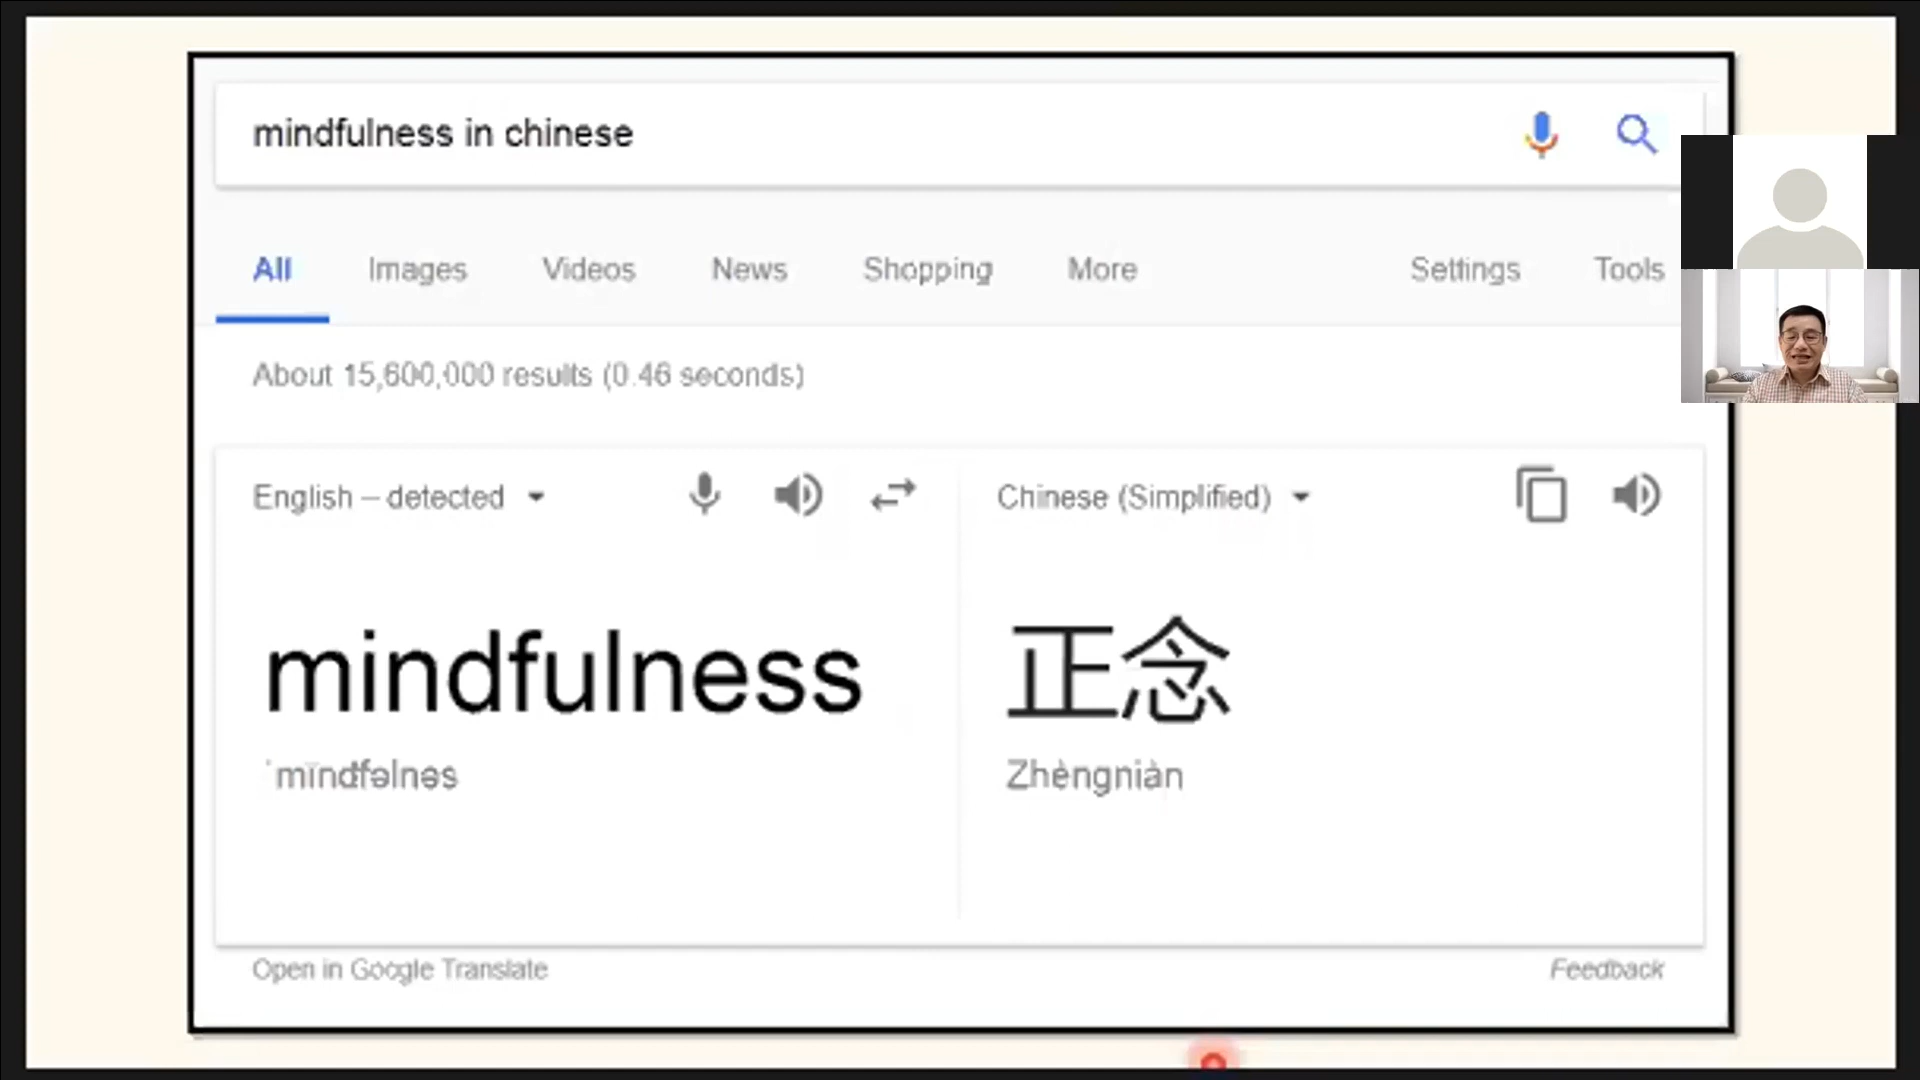 mindfulness in chinese
All Images Videos News Shopping More Settings Tools
About 15,600,000 results (0.46 seconds)
English – detected Chinese (Simplified)
mindfulness 正念
ˈmīndfəlnəs Zhèngniàn
Open in Google Translate Feedback